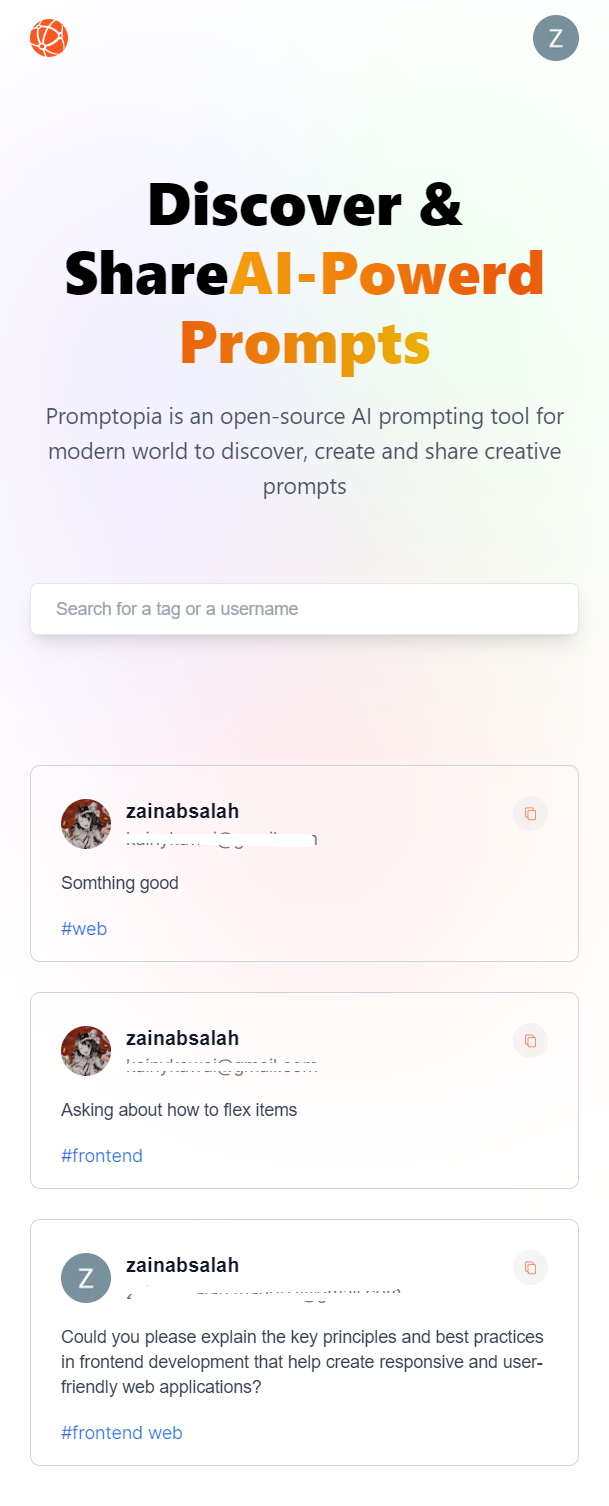 Z
Discover &
ShareAI-Powerd
Prompts
Promptopia is an open-source AI prompting tool for
modern world to discover, create and share creative
prompts
Search for a tag or a username
zainabsalah
Somthing good
#web
zainabsalah
Asking about how to flex items
#frontend
Z
zainabsalah
Could you please explain the key principles and best practices
in frontend development that help create responsive and user-
friendly web applications?
#frontend web